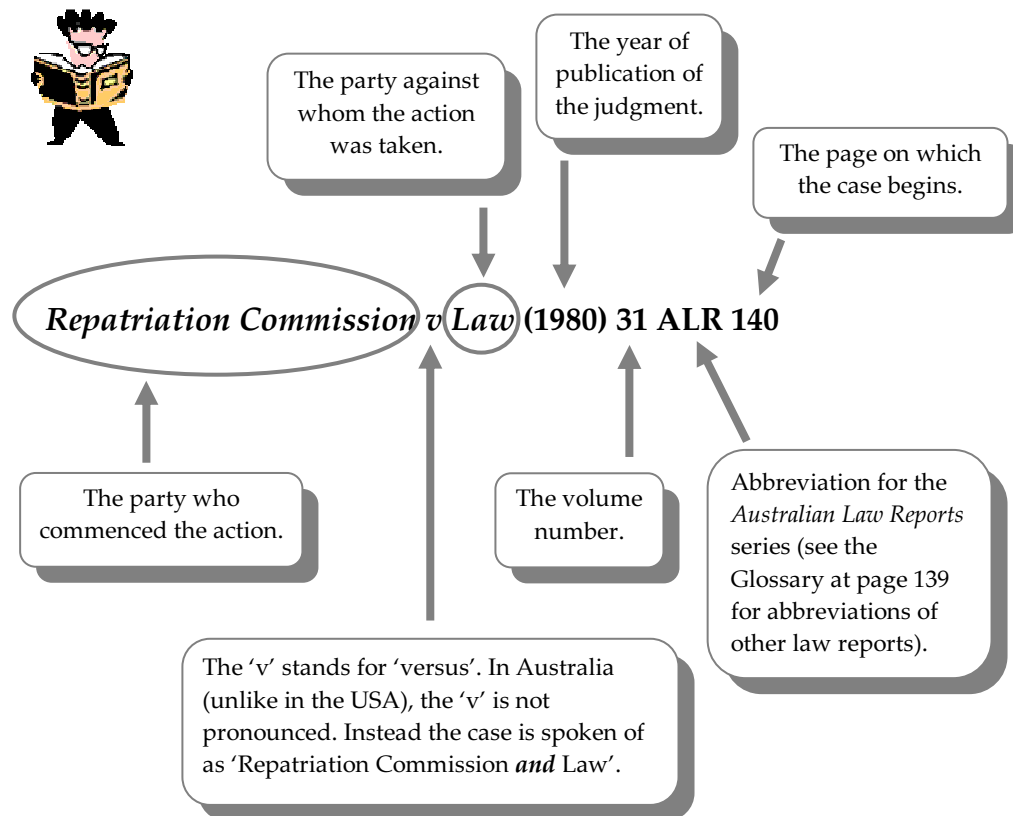 The party against
whom the action
was taken.
The year of
publication of
the judgment.
The page on which
the case begins.
Repatriation Commission v Law (1980) 31 ALR 140
The party who
commenced the action.
The volume
number.
Abbreviation for the
Australian Law Reports
series (see the
Glossary at page 139
for abbreviations of
other law reports).
The ‘v’ stands for ‘versus’. In Australia
(unlike in the USA), the ‘v’ is not
pronounced. Instead the case is spoken of
as ‘Repatriation Commission and Law’.